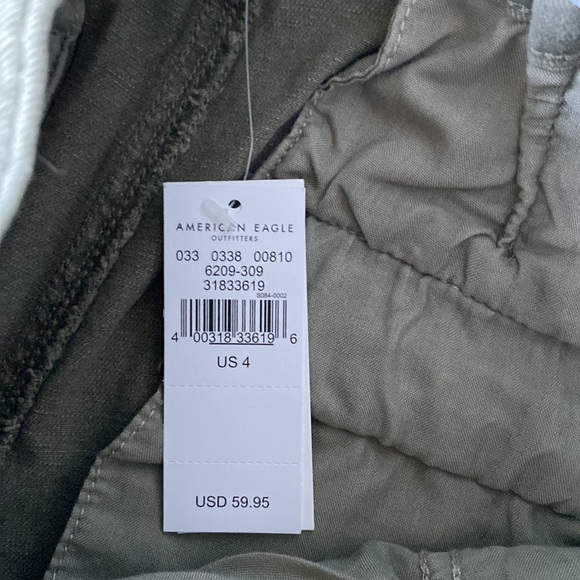 AMERICAN EAGLE
OUTFITTERS
033 0338 00810
6209-309
31833619
S084-0002
4 00318 33619 6
US 4
USD 59.95